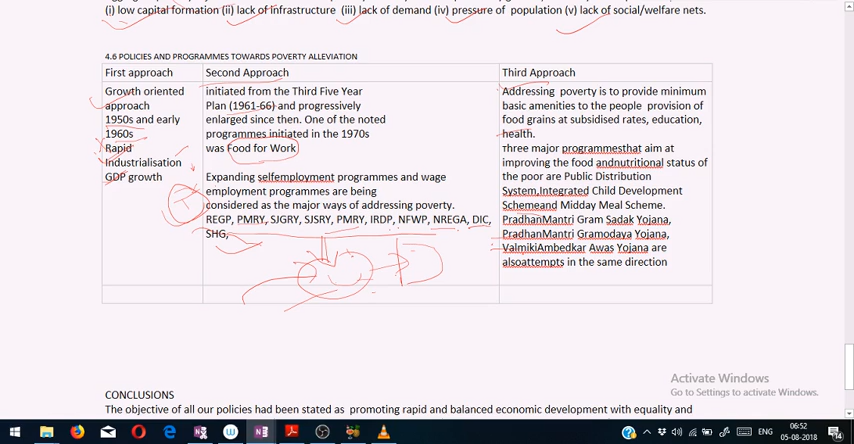 (i) low capital formation (ii) lack of infrastructure (iii) lack of demand (iv) pressure of population (v) lack of social/welfare nets.
4.6 POLICIES AND PROGRAMMES TOWARDS POVERTY ALLEVIATION
First approach
Growth oriented
approach
1950s and early
1960s
Rapid
Industrialisation
GDP growth
Second Approach
initiated from the Third Five Year
Plan (1961-66) and progressively
enlarged since then. One of the noted
programmes initiated in the 1970s
was Food for Work
Expanding selfemployment programmes and wage
employment programmes are being
considered as the major ways of addressing poverty.
REGP, PMRY, SJGRY, SJSRY, PMRY, IRDP, NFWP, NREGA, DIC,
SHG,
Third Approach
Addressing poverty is to provide minimum
basic amenities to the people provision of
food grains at subsidised rates, education,
health.
Three major programmesthat aim at
improving the food andnutritional status of
the poor are Public Distribution
System,Integrated Child Development
Schemeand Midday Meal Scheme.
PradhanMantri Gram Sadak Yojana,
PradhanMantri Gramodaya Yojana,
ValmikiAmbedkar Awas Yojana are
alsoattempts in the same direction
CONCLUSIONS
The objective of all our policies had been stated as promoting rapid and balanced economic development with equality and
Activate Windows
Go to Settings to activate Windows.
ENG
06:52
05-08-2018
14